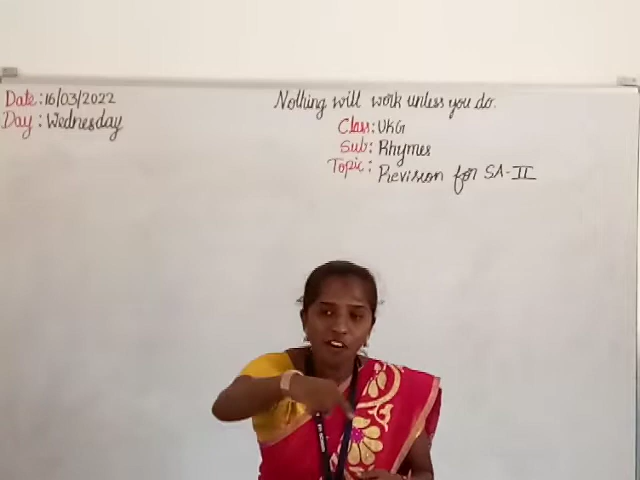 Date: 16/03/2022
Day: Wednesday
Nothing will work unless you do.
Class: UKG
Sub: Rhymes
Topic: Revision for SA-II